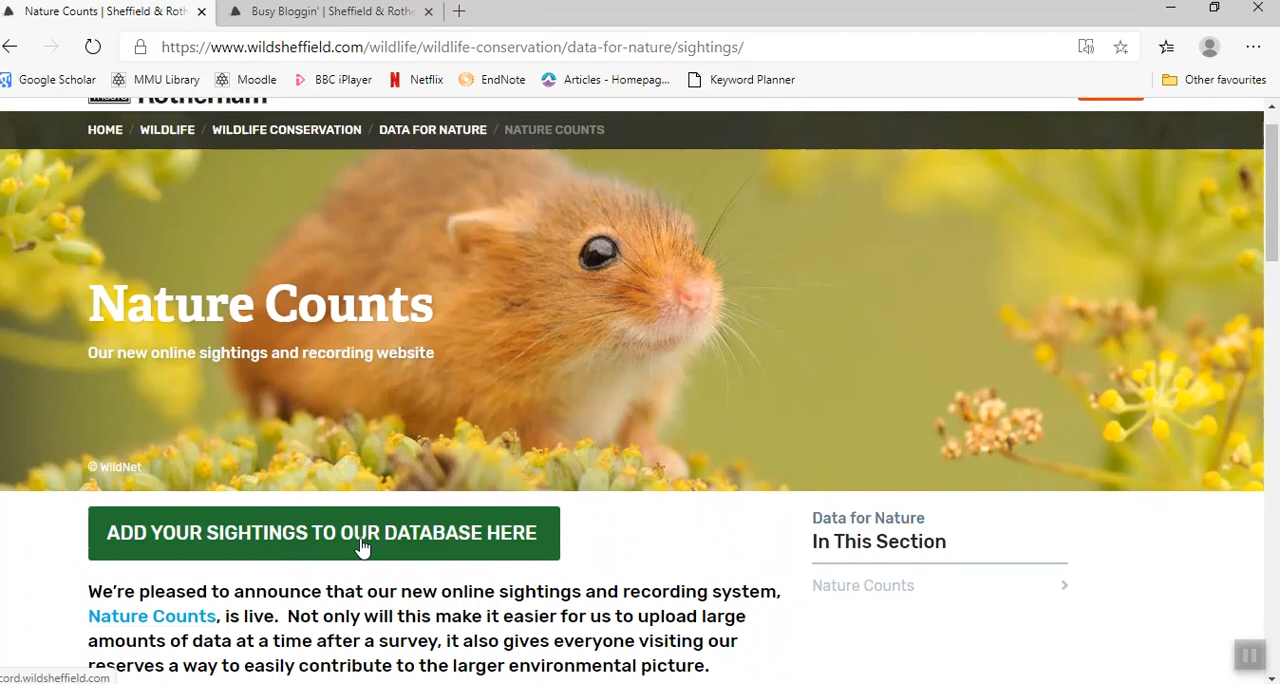 Nature Counts | Sheffield & Roth
Busy Bloggin' | Sheffield & Rothe
https://www.wildsheffield.com/wildlife/wildlife-conservation/data-for-nature/sightings/
Google Scholar MMU Library Moodle BBC iPlayer Netflix EndNote Articles - Homepag... Keyword Planner Other favourites
Rotherham
HOME / WILDLIFE / WILDLIFE CONSERVATION / DATA FOR NATURE / NATURE COUNTS
Nature Counts
Our new online sightings and recording website
© WildNet
ADD YOUR SIGHTINGS TO OUR DATABASE HERE
Data for Nature
In This Section
Nature Counts
We're pleased to announce that our new online sightings and recording system,
Nature Counts, is live. Not only will this make it easier for us to upload large
amounts of data at a time after a survey, it also gives everyone visiting our
reserves a way to easily contribute to the larger environmental picture.
cord.wildsheffield.com